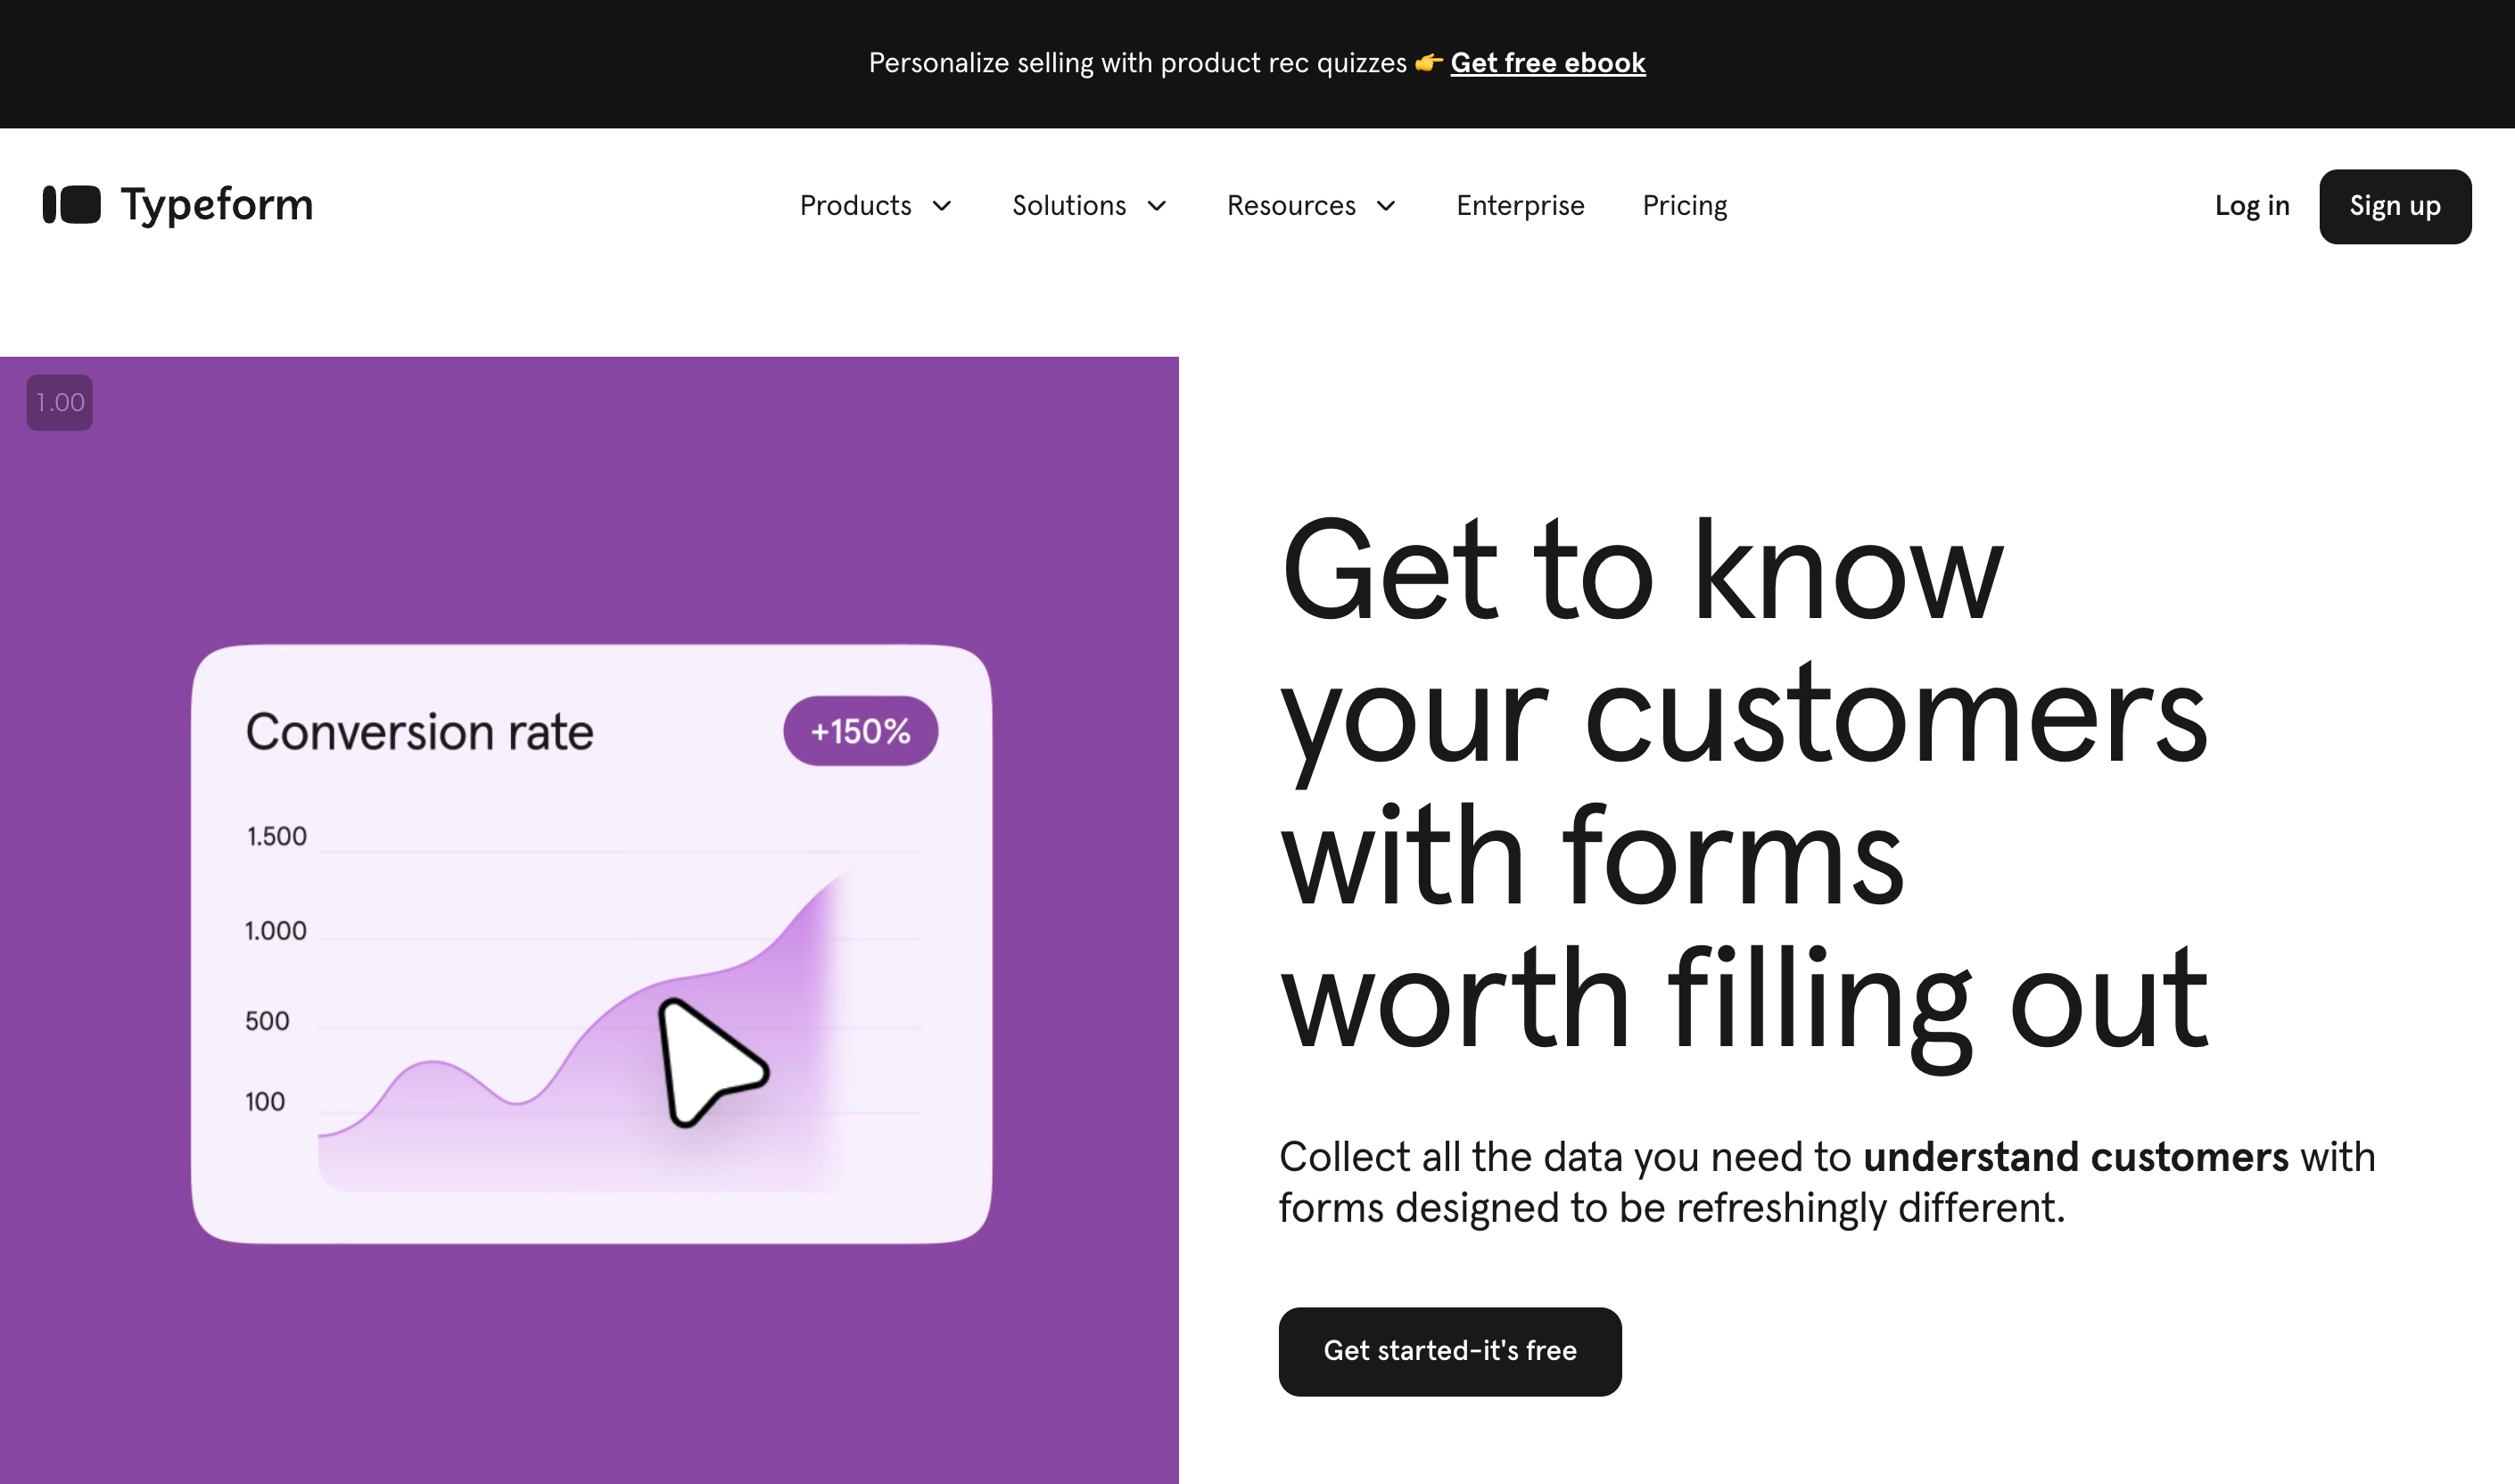 Personalize selling with product rec quizzes 👉 Get free ebook
Typeform
Products
Solutions
Resources
Enterprise
Pricing
Log in
Sign up
1.00
Conversion rate
+150%
1.500
1.000
500
100
Get to know
your customers
with forms
worth filling out
Collect all the data you need to understand customers with
forms designed to be refreshingly different.
Get started–it's free